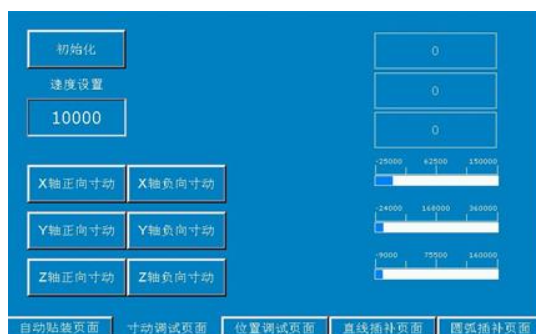 初始化
0
速度设置
0
10000
0
-25000 62500 150000
X轴正向寸动 X轴负向寸动
-24000 168000 360000
Y轴正向寸动 Y轴负向寸动
-9000 75500 160000
Z轴正向寸动 Z轴负向寸动
自动贴装页面 寸动调试页面 位置调试页面 直线插补页面 圆弧插补页面